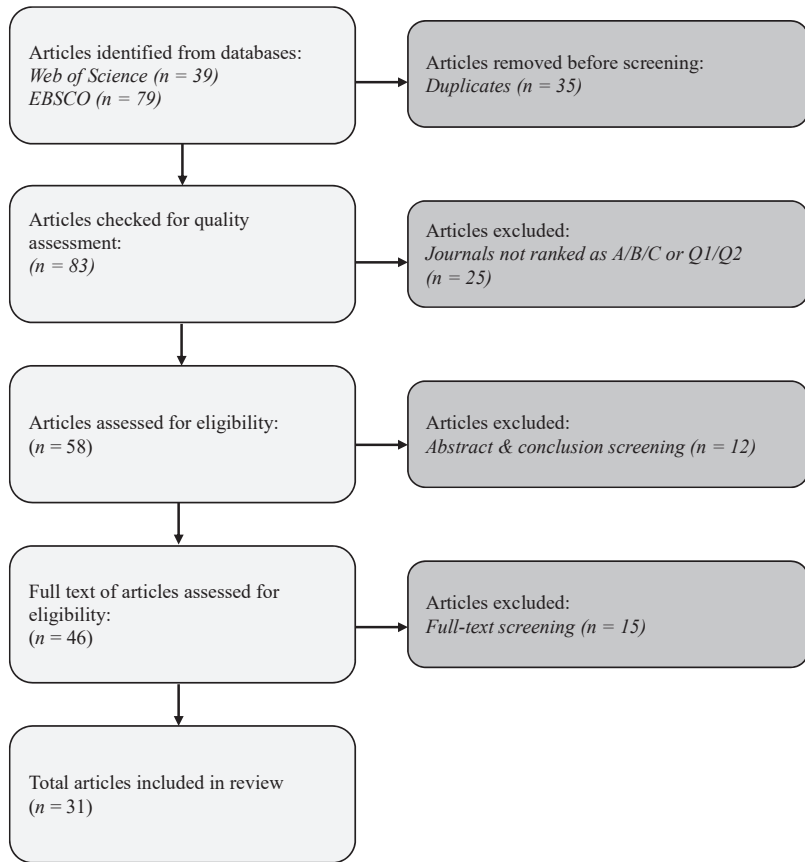 Articles identified from databases:
Web of Science (n = 39)
EBSCO (n = 79)
Articles removed before screening:
Duplicates (n = 35)
Articles checked for quality
assessment:
(n = 83)
Articles excluded:
Journals not ranked as A/B/C or Q1/Q2
(n = 25)
Articles assessed for eligibility:
(n = 58)
Articles excluded:
Abstract & conclusion screening (n = 12)
Full text of articles assessed for
eligibility:
(n = 46)
Articles excluded:
Full-text screening (n = 15)
Total articles included in review
(n = 31)